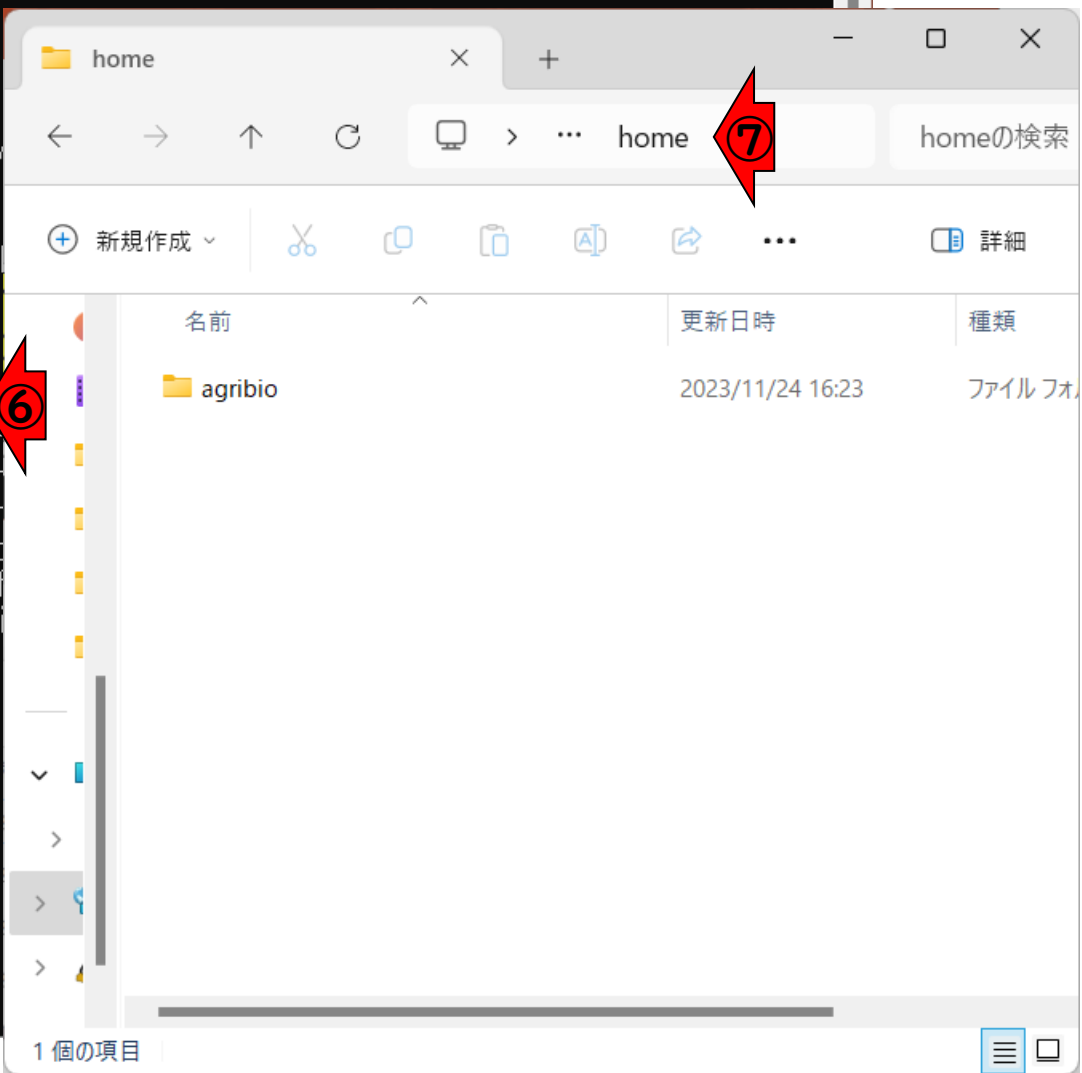 home
home
⑦
homeの検索
新規作成
詳細
名前
更新日時
種類
⑥
agribio
2023/11/24 16:23
ファイル フォ
1 個の項目